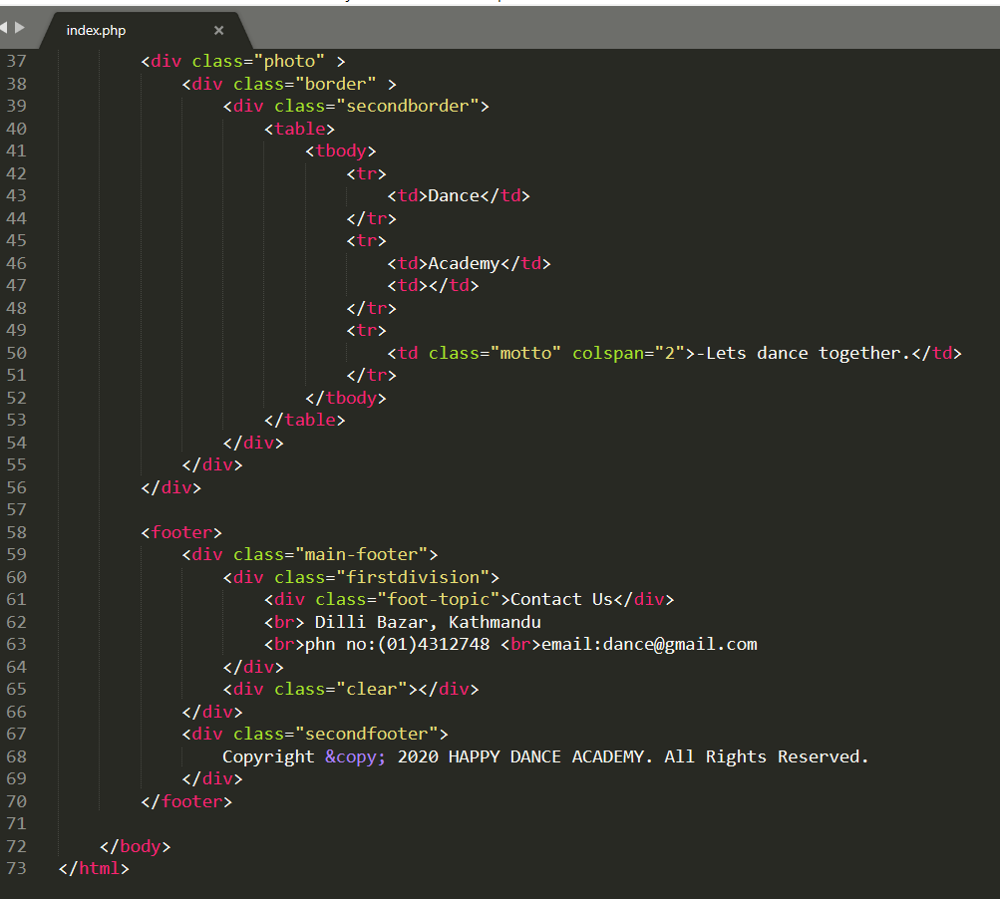 index.php ×
37 <div class="photo" >
38 <div class="border" >
39 <div class="secondborder">
40 <table>
41 <tbody>
42 <tr>
43 <td>Dance</td>
44 </tr>
45 <tr>
46 <td>Academy</td>
47 <td></td>
48 </tr>
49 <tr>
50 <td class="motto" colspan="2">-Lets dance together.</td>
51 </tr>
52 </tbody>
53 </table>
54 </div>
55 </div>
56 </div>
57
58 <footer>
59 <div class="main-footer">
60 <div class="firstdivision">
61 <div class="foot-topic">Contact Us</div>
62 <br> Dilli Bazar, Kathmandu
63 <br>phn no:(01)4312748 <br>email:dance@gmail.com
64 </div>
65 <div class="clear"></div>
66 </div>
67 <div class="secondfooter">
68 Copyright &copy; 2020 HAPPY DANCE ACADEMY. All Rights Reserved.
69 </div>
70 </footer>
71
72 </body>
73 </html>